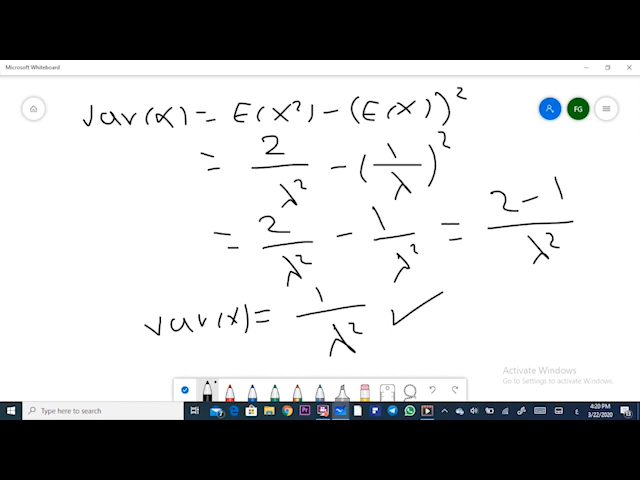 Microsoft Whiteboard
FG
var(x) = E(X²) - (E(X))²
= 2/λ² - (1/λ)²
= 2/λ² - 1/λ² = 2-1/λ²
var(x) = 1/λ² ✓
Activate Windows
Go to Settings to activate Windows.
Type here to search
4:20 PM
3/22/2020